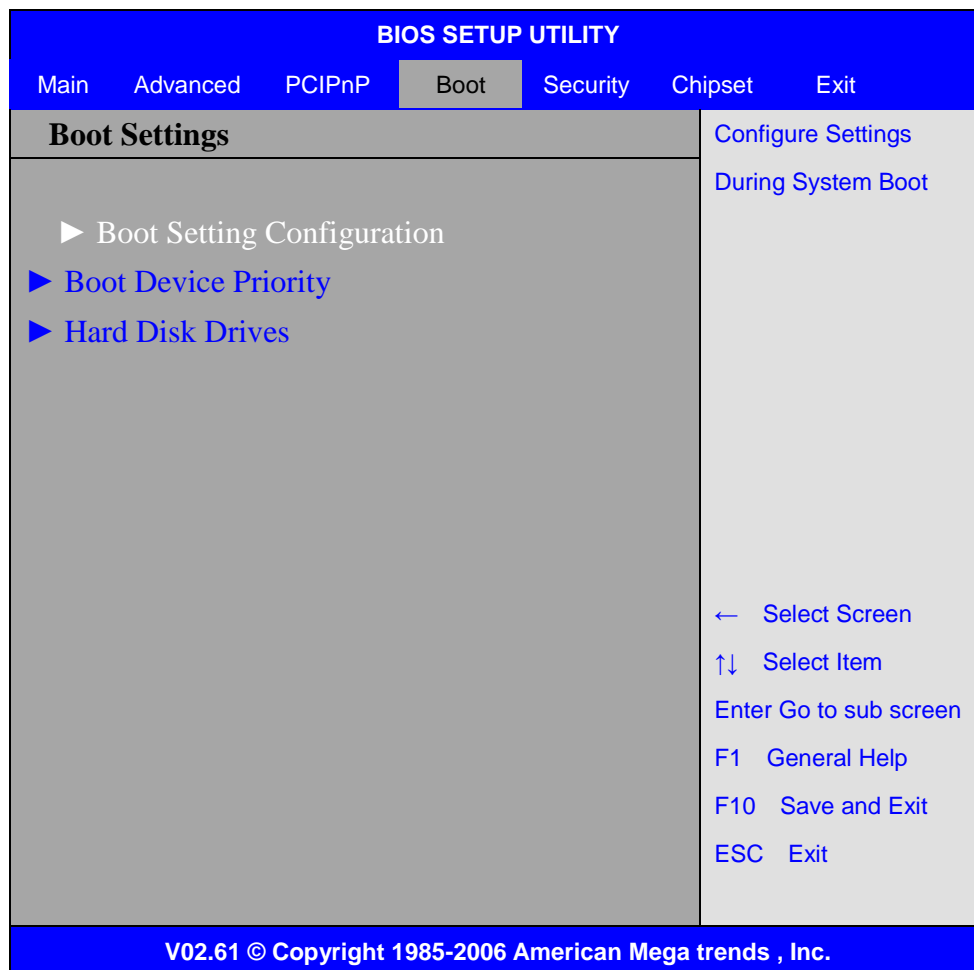 BIOS SETUP UTILITY
Main Advanced PCIPnP Boot Security Chipset Exit
Boot Settings
► Boot Setting Configuration
► Boot Device Priority
► Hard Disk Drives
Configure Settings
During System Boot
← Select Screen
↑↓ Select Item
Enter Go to sub screen
F1 General Help
F10 Save and Exit
ESC Exit
V02.61 © Copyright 1985-2006 American Mega trends , Inc.